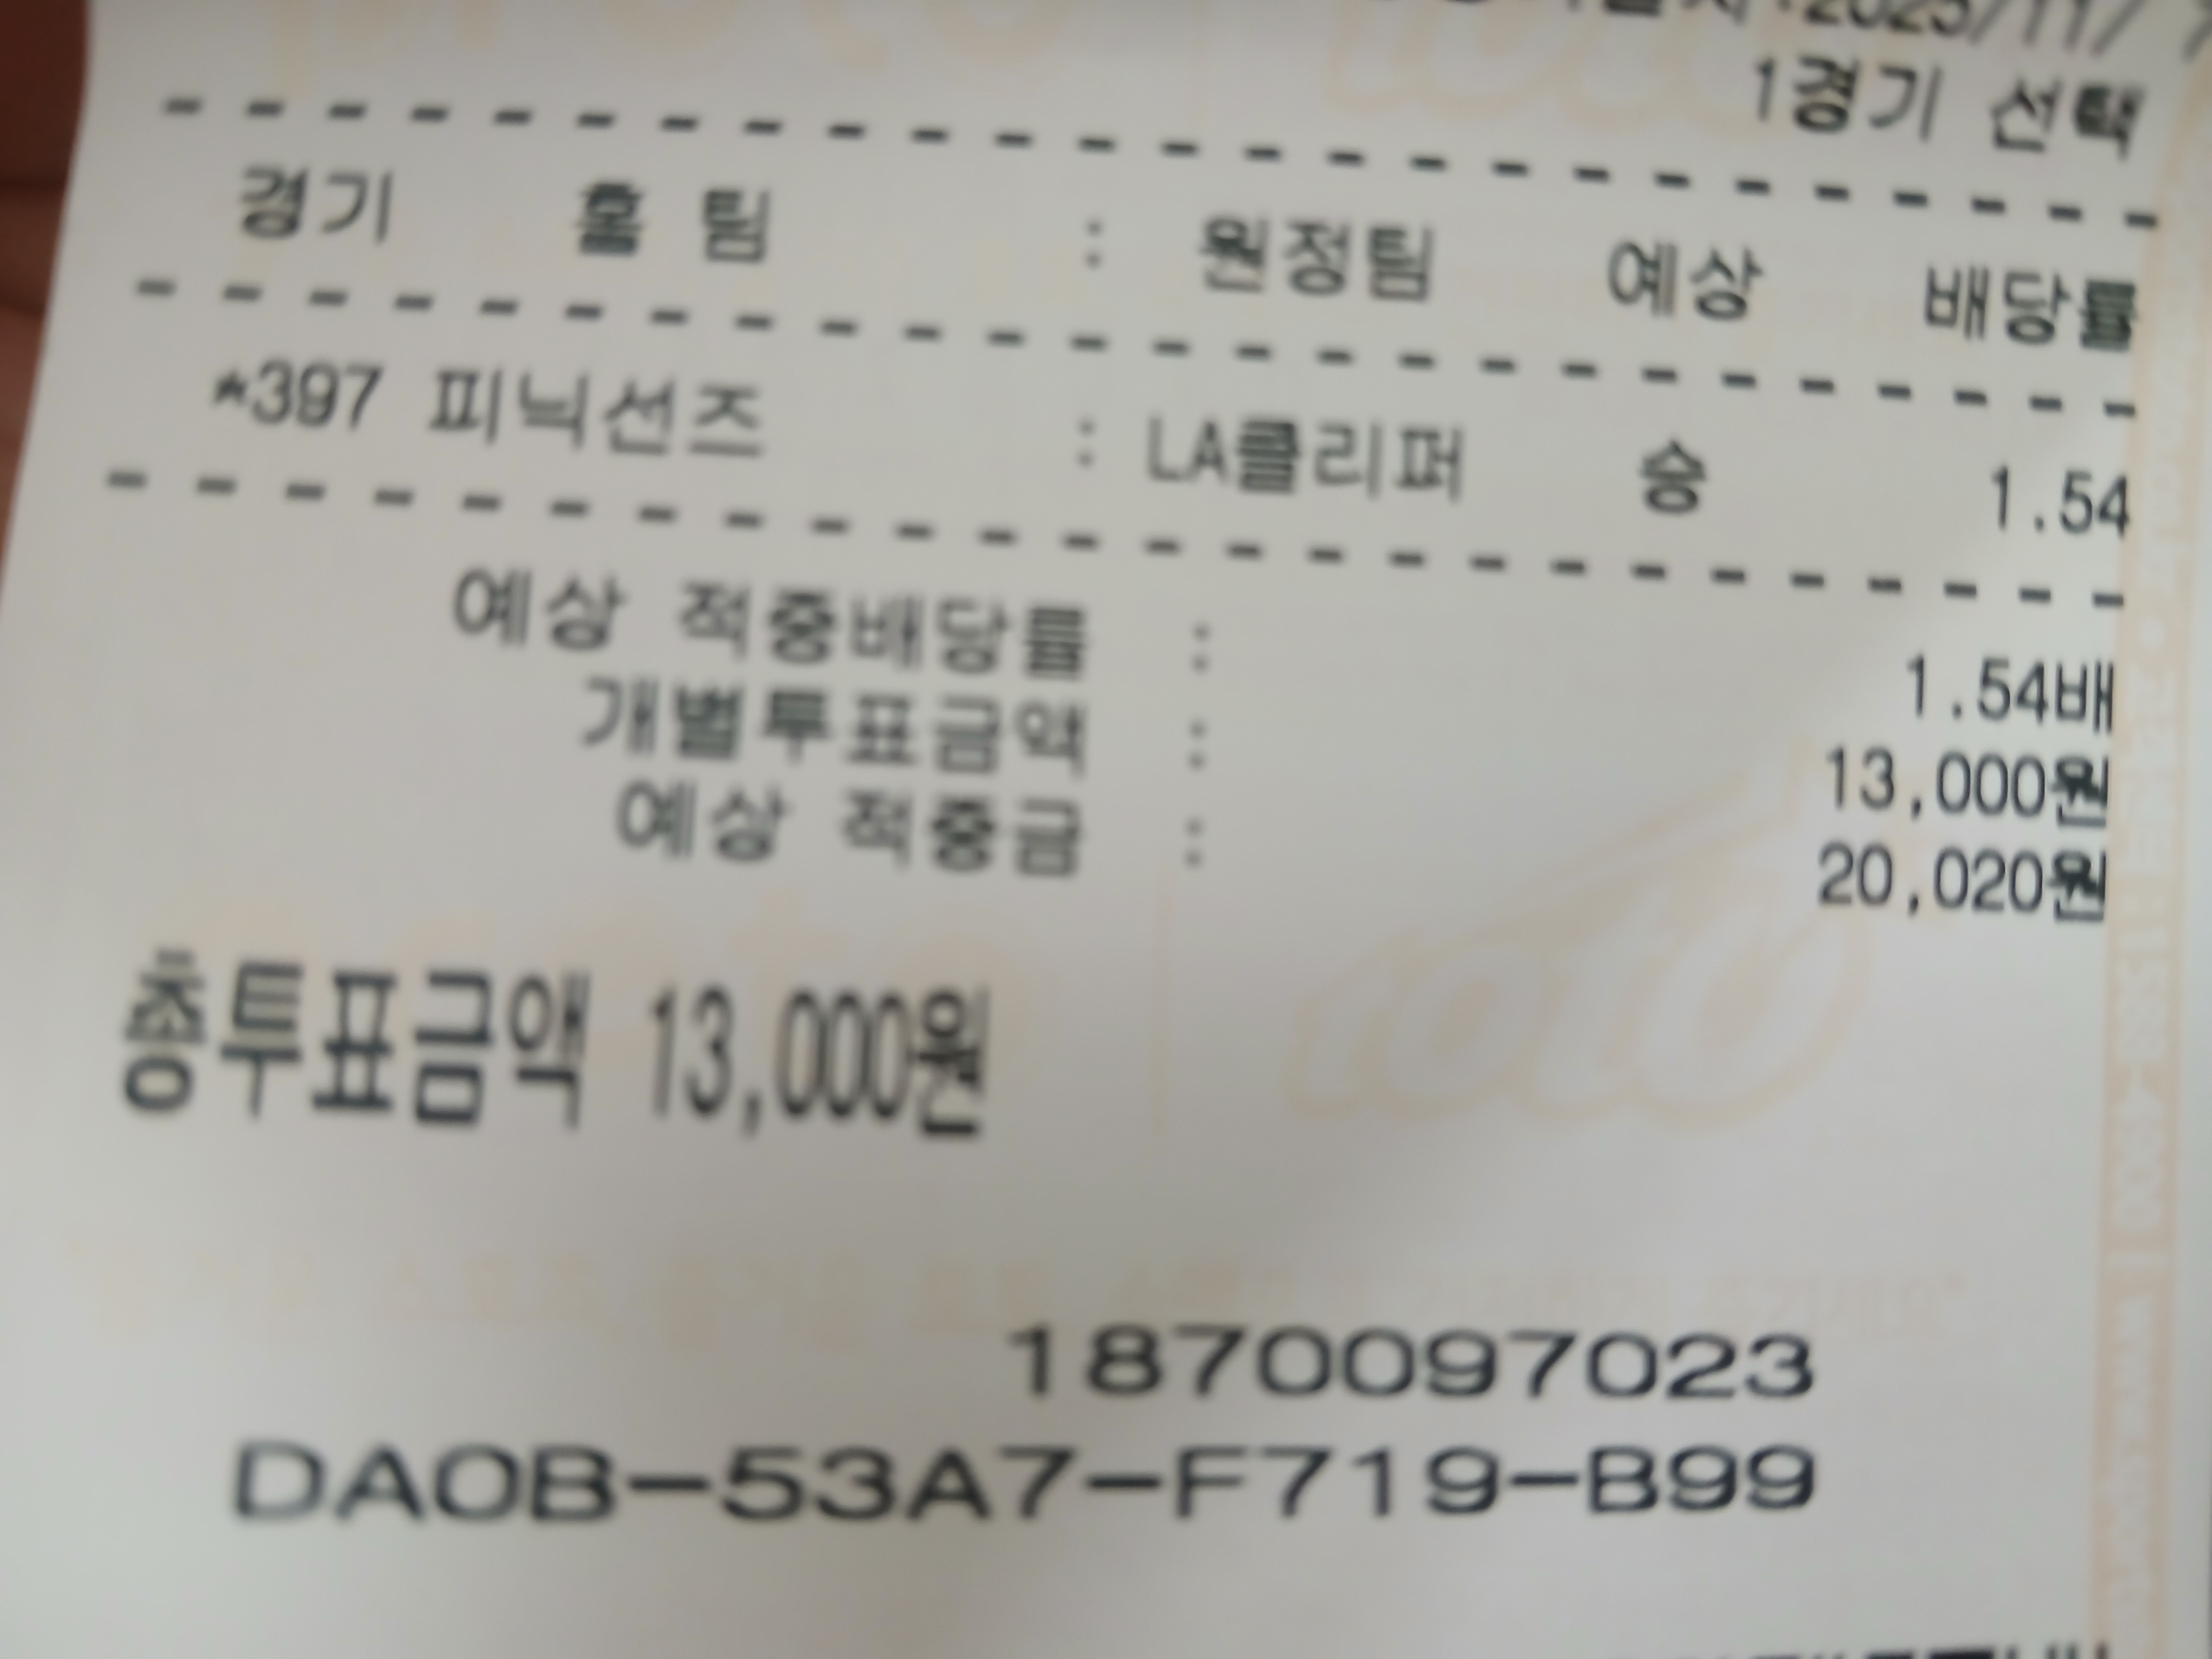 :2025/11/
1경기 선택
경기 홈 팀 : 원정팀 예상 배당률
*397 피닉선즈 : LA클리퍼 승 1.54
예상 적중배당률 : 1.54배
개별투표금액 : 13,000원
예상 적중금 : 20,020원
총투표금액 13,000원
toto
1870097023
DA0B-53A7-F719-B99